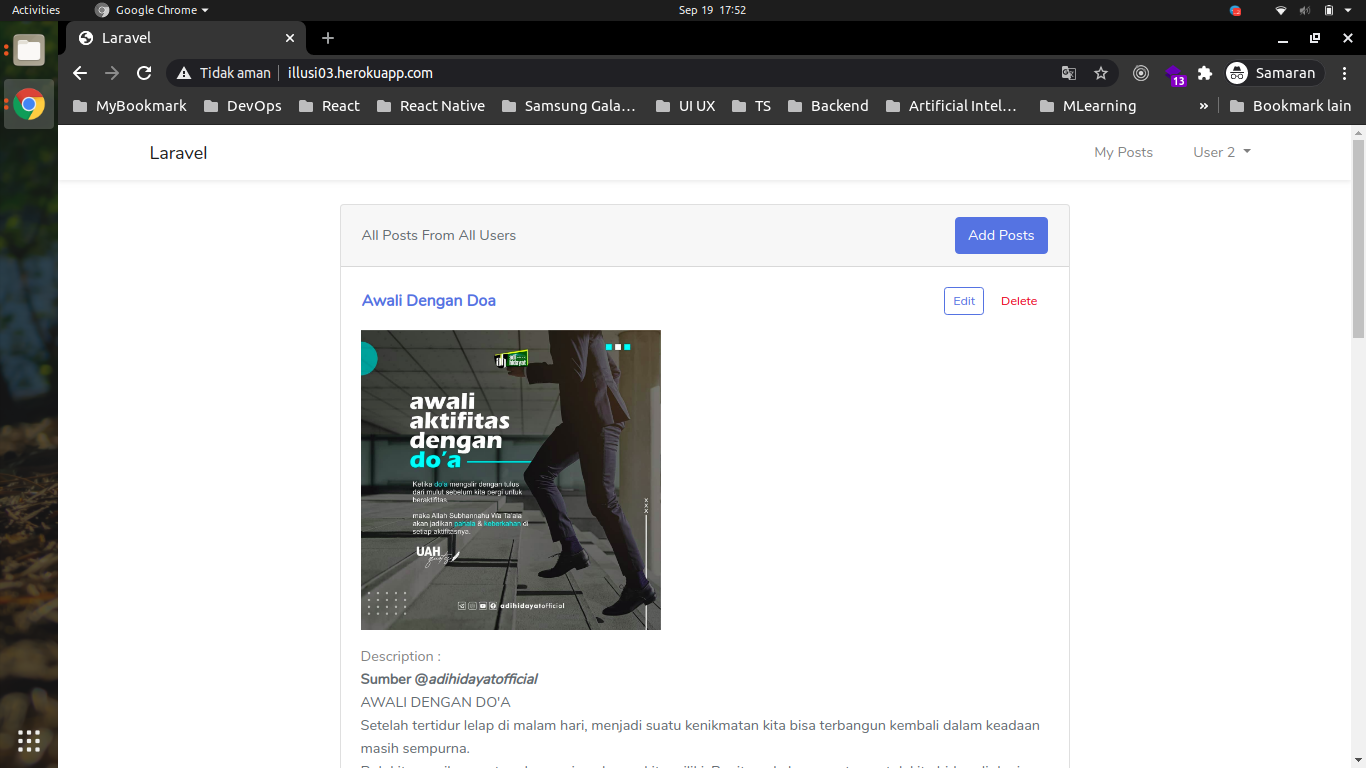 Activities
Google Chrome
Sep 19 17:52
Laravel
Tidak aman
illusi03.herokuapp.com
13
Samaran
MyBookmark
DevOps
React
React Native
Samsung Gala...
UI UX
TS
Backend
Artificial Intel...
MLearning
»
Bookmark lain
Laravel
My Posts
User 2
All Posts From All Users
Add Posts
Awali Dengan Doa
Edit
Delete
adi
hidayat
awali
aktifitas
dengan
do'a
Ketika do'a mengalir dengan tulus
dari mulut sebelum kita pergi untuk
beraktifitas
maka Allah Subhannahu Wa Ta'ala
akan jadikan pahala & keberkahan di
setiap aktifitasnya.
UAH
quotes
x
x
x
adihidayatofficial
Description :
Sumber @adihidayatofficial
AWALI DENGAN DO'A
Setelah tertidur lelap di malam hari, menjadi suatu kenikmatan kita bisa terbangun kembali dalam keadaan
masih sempurna.